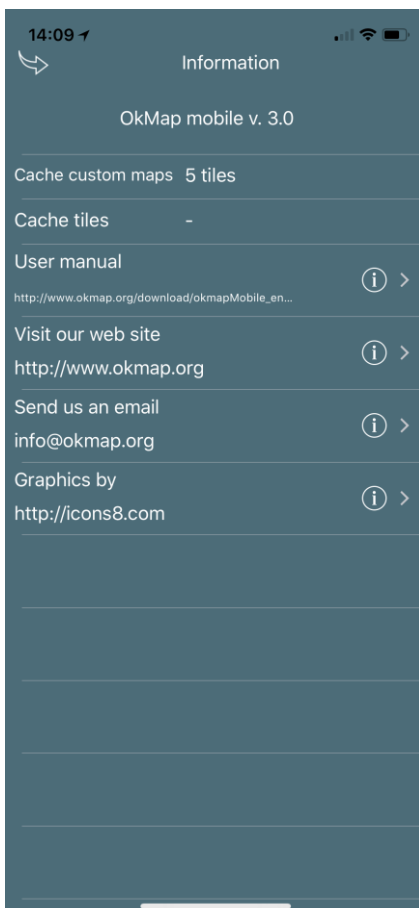 14:09
Information
OkMap mobile v. 3.0
Cache custom maps 5 tiles
Cache tiles -
User manual
http://www.okmap.org/download/okmapMobile_en...
Visit our web site
http://www.okmap.org
Send us an email
info@okmap.org
Graphics by
http://icons8.com